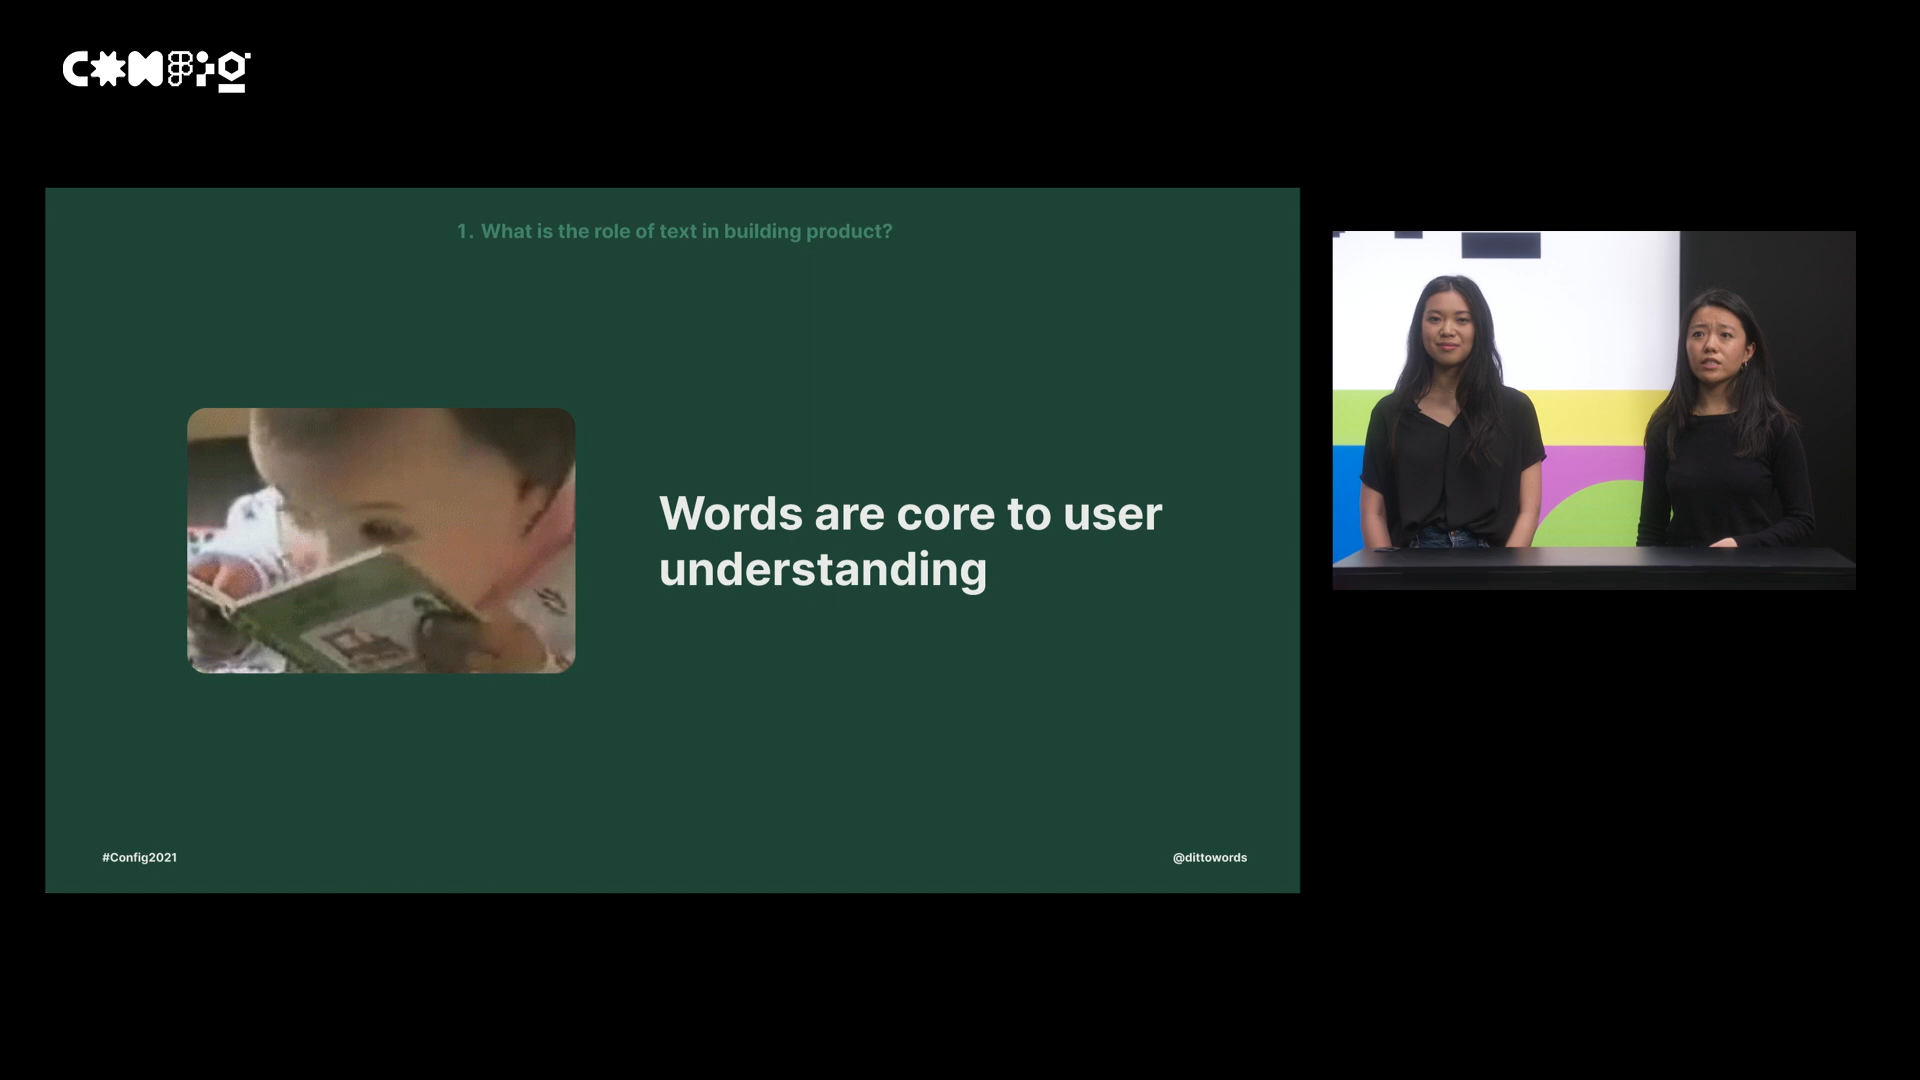 CONFig
1. What is the role of text in building product?
Words are core to user
understanding
#Config2021
@dittowords